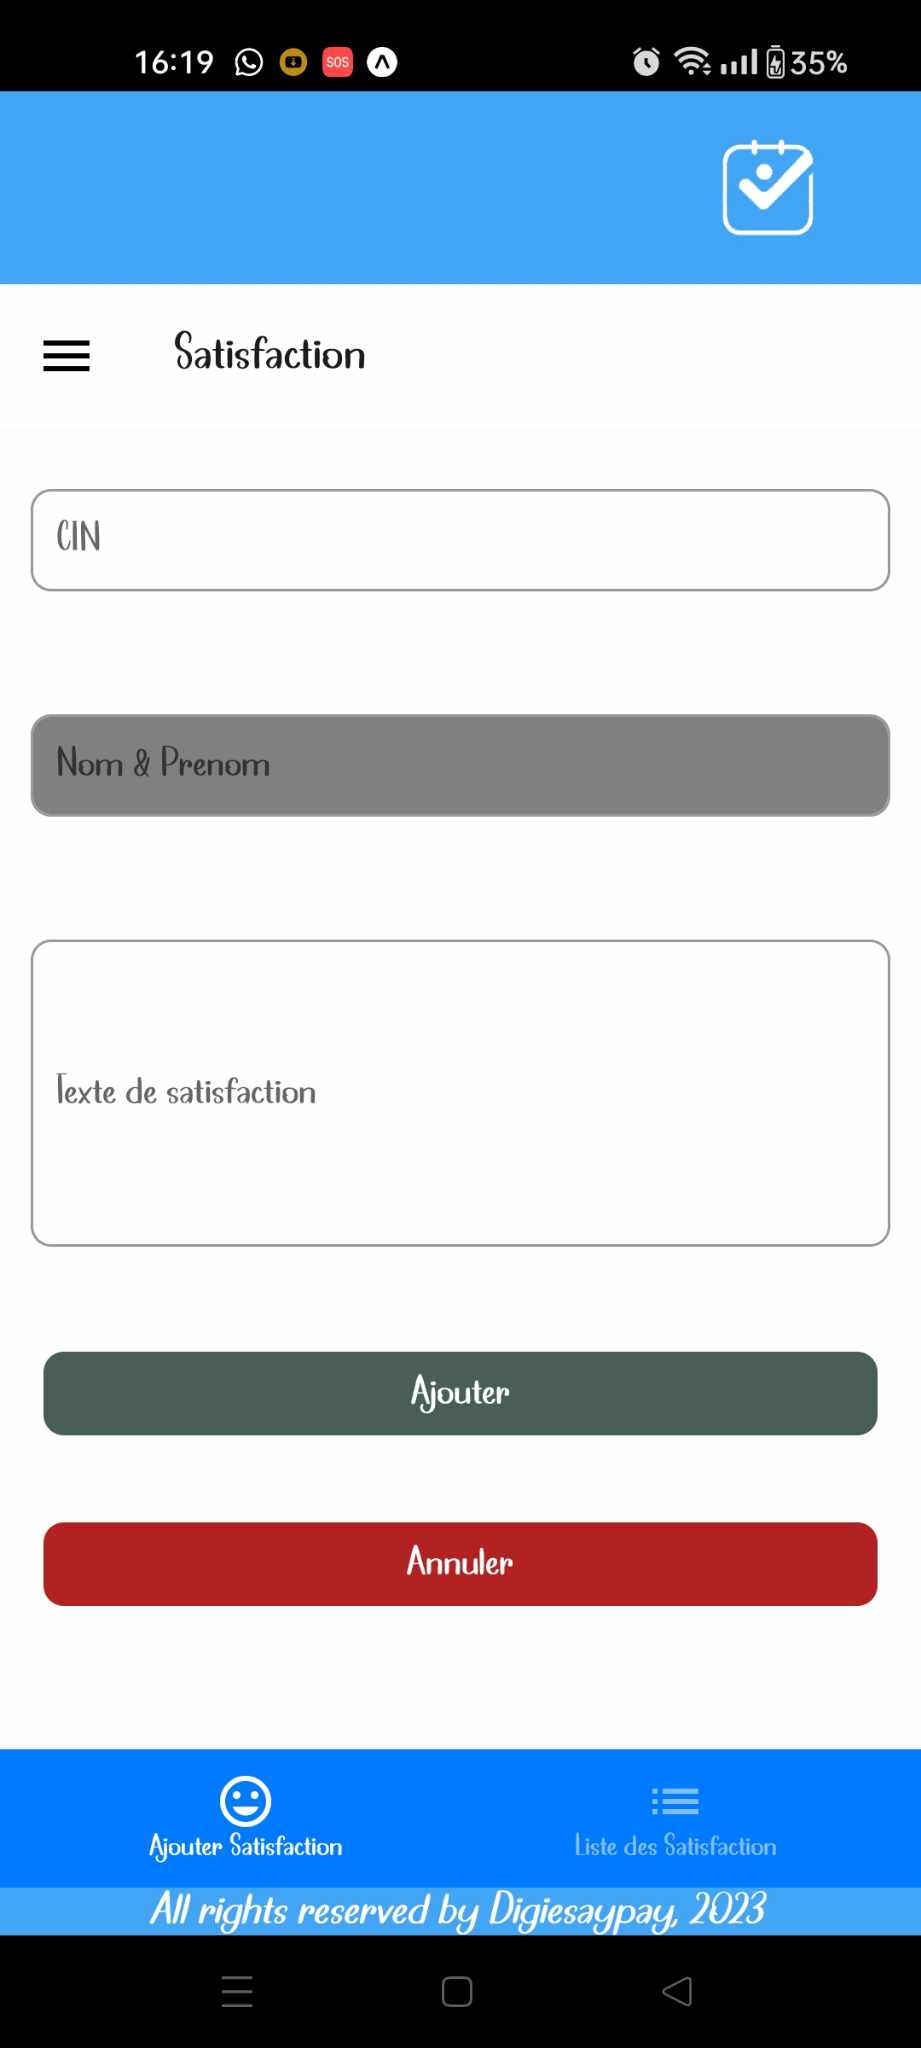 16:19 SOS 35%
Satisfaction
CIN
Nom & Prenom
Texte de satisfaction
Ajouter
Annuler
Ajouter Satisfaction
Liste des Satisfaction
All rights reserved by Digiesaypay, 2023